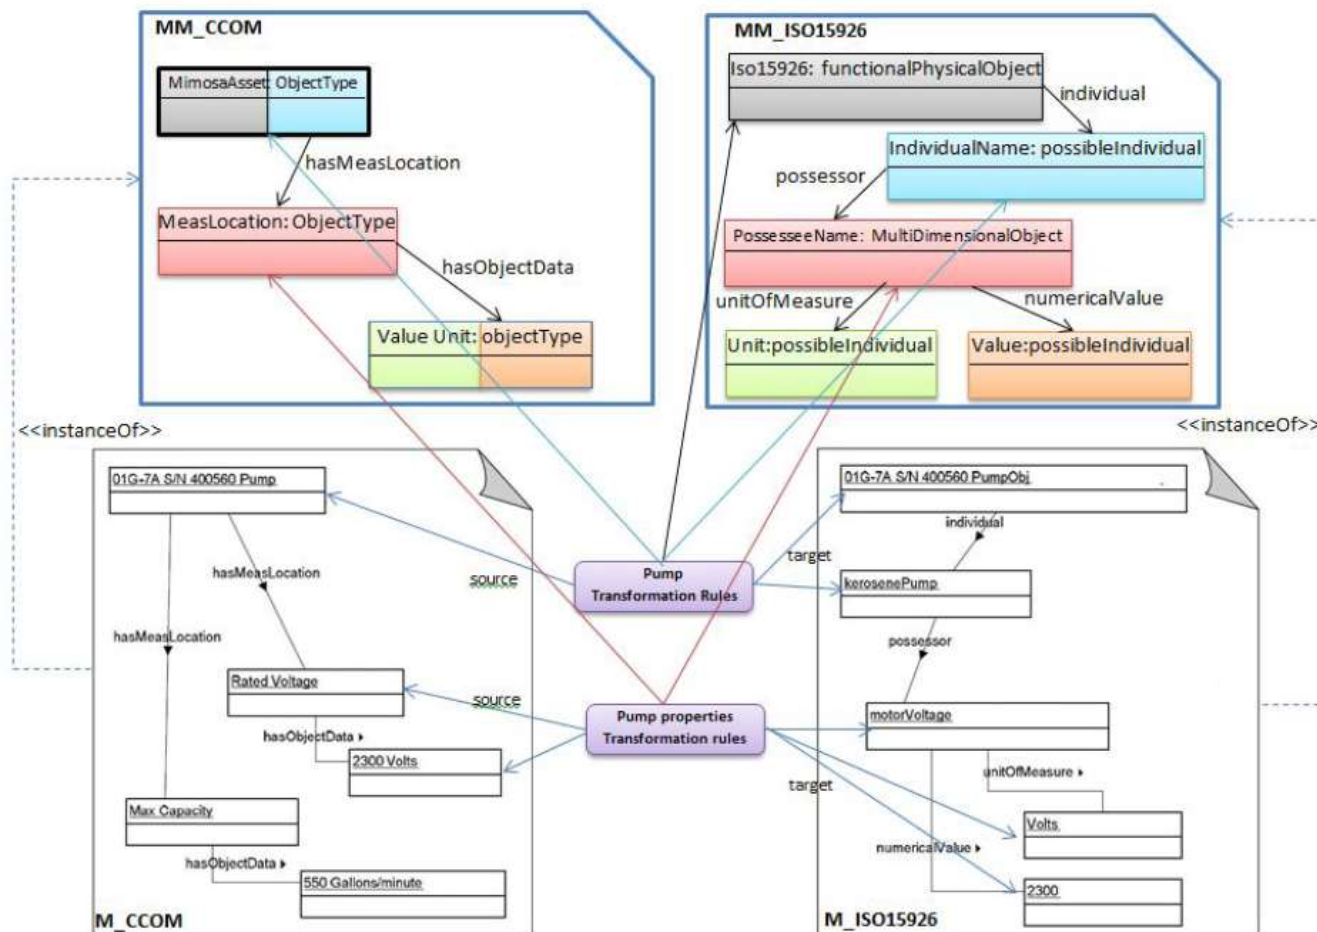 MM_CCOM
MimosaAsset: ObjectType
hasMeasLocation
MeasLocation: ObjectType
hasObjectData
Value Unit: objectType
MM_ISO15926
Iso15926: functionalPhysicalObject
individual
IndividualName: possibleIndividual
possessor
PossesseeName: MultiDimensionalObject
unitOfMeasure
numericalValue
Unit:possibleIndividual
Value:possibleIndividual
<<instanceOf>>
<<instanceOf>>
01G-7A S/N 400560 Pump
hasMeasLocation
hasMeasLocation
Rated Voltage
hasObjectData
2300 Volts
Max Capacity
hasObjectData
550 Gallons/minute
M_CCOM
source
Pump
Transformation Rules
target
source
Pump properties
Transformation rules
target
01G-7A S/N 400560 PumpObj
individual
kerosenePump
possessor
motorVoltage
unitOfMeasure
Volts
numericalValue
2300
M_ISO15926